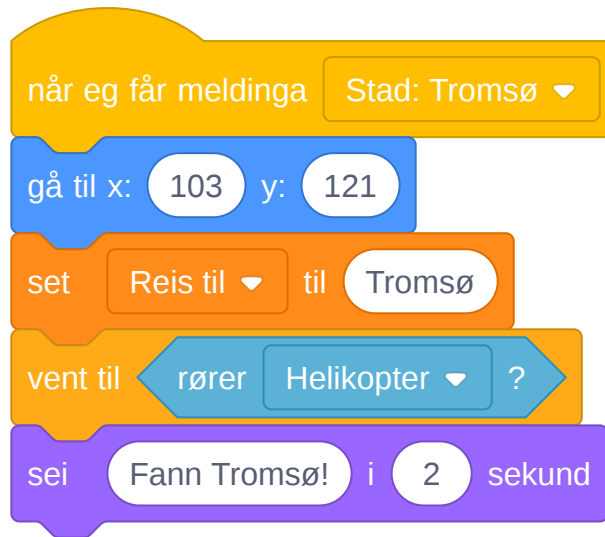 når eg får meldinga Stad: Tromsø
gå til x: 103 y: 121
set Reis til til Tromsø
vent til rører Helikopter ?
sei Fann Tromsø! i 2 sekund